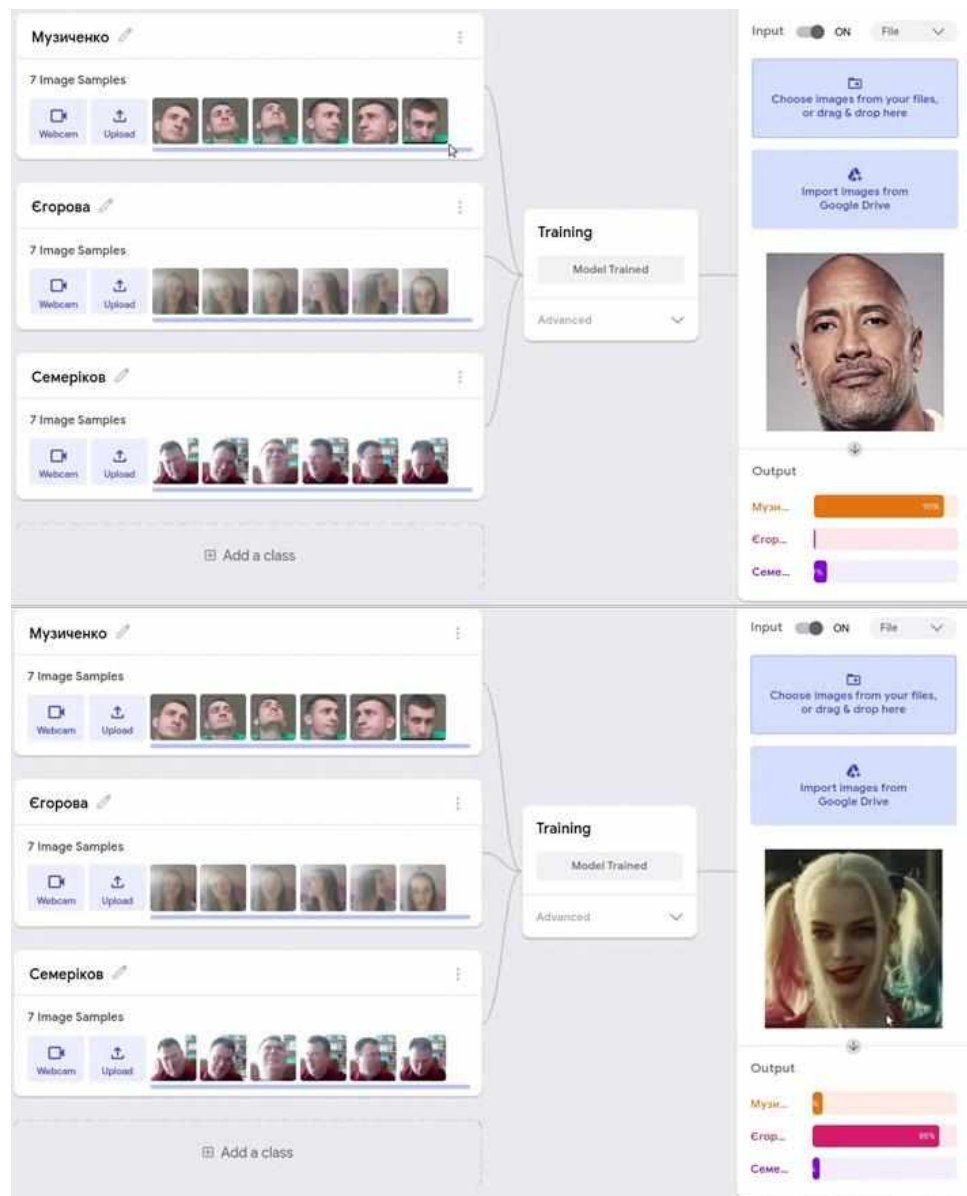 Музиченко
7 Image Samples
Webcam
Upload
Єгорова
7 Image Samples
Webcam
Upload
Семеріков
7 Image Samples
Webcam
Upload
Add a class
Training
Model Trained
Advanced
Input ON File
Choose images from your files,
or drag & drop here
Import images from
Google Drive
Output
Музи...
Єгор...
Семе...
Музиченко
7 Image Samples
Webcam
Upload
Єгорова
7 Image Samples
Webcam
Upload
Семеріков
7 Image Samples
Webcam
Upload
Add a class
Training
Model Trained
Advanced
Input ON File
Choose images from your files,
or drag & drop here
Import images from
Google Drive
Output
Музи...
Єгор...
Семе...